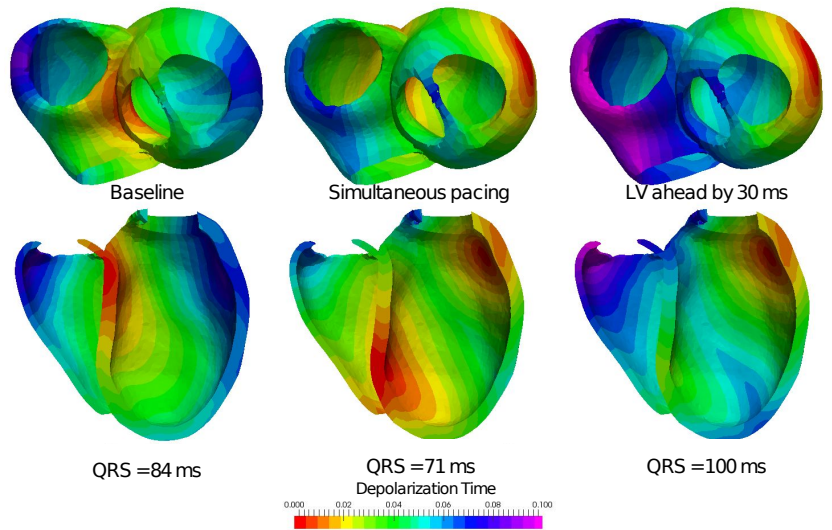 Baseline
Simultaneous pacing
LV ahead by 30 ms
QRS = 84 ms
QRS = 71 ms
QRS = 100 ms
Depolarization Time
0.000 0.02 0.04 0.06 0.08 0.100